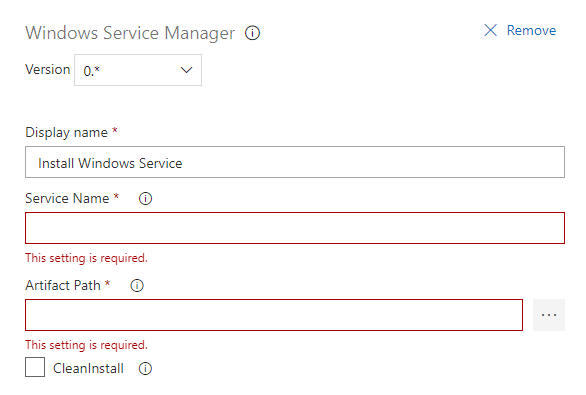 Windows Service Manager
Remove
Version 0.*
Display name *
Install Windows Service
Service Name *
This setting is required.
Artifact Path *
...
This setting is required.
CleanInstall